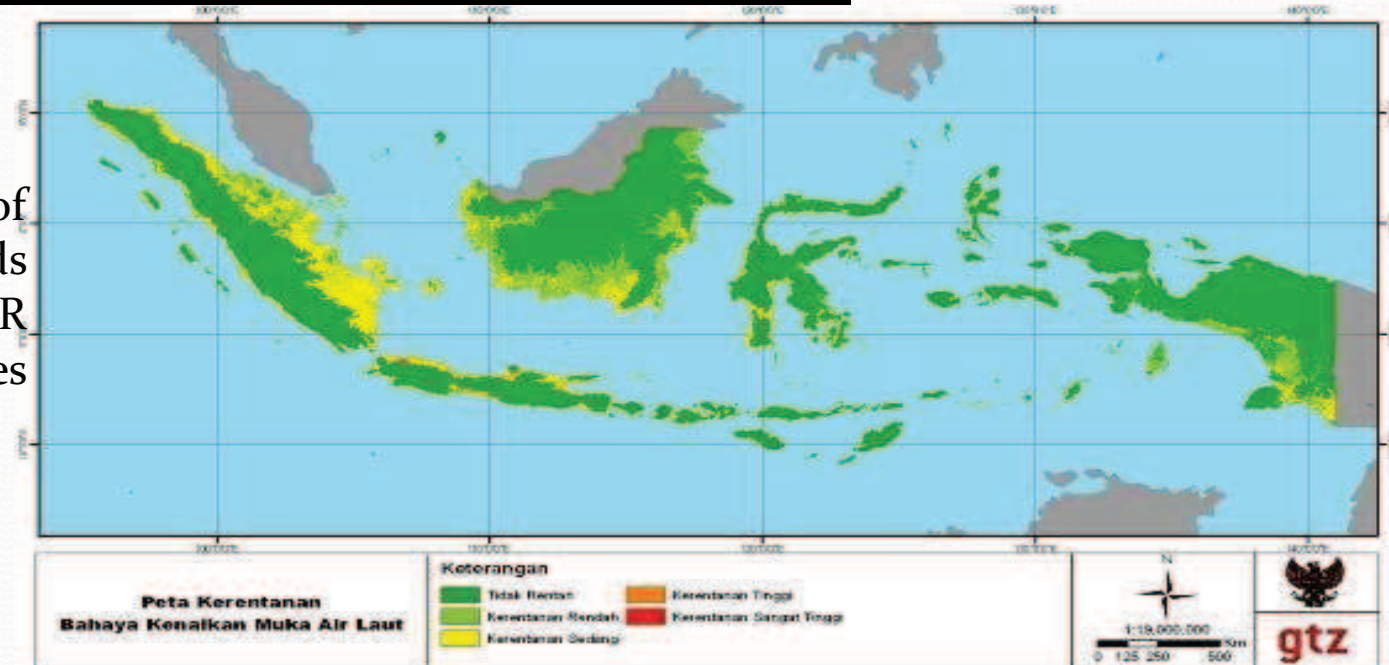 of
ds
R
es
Peta Kerentanan
Bahaya Kenaikan Muka Air Laut
Keterangan
Tidak Rentan
Kerentanan Rendah
Kerentanan Sedang
Kerentanan Tinggi
Kerentanan Sangat Tinggi
N
1:19,000,000
Km
0 125 250 500
gtz